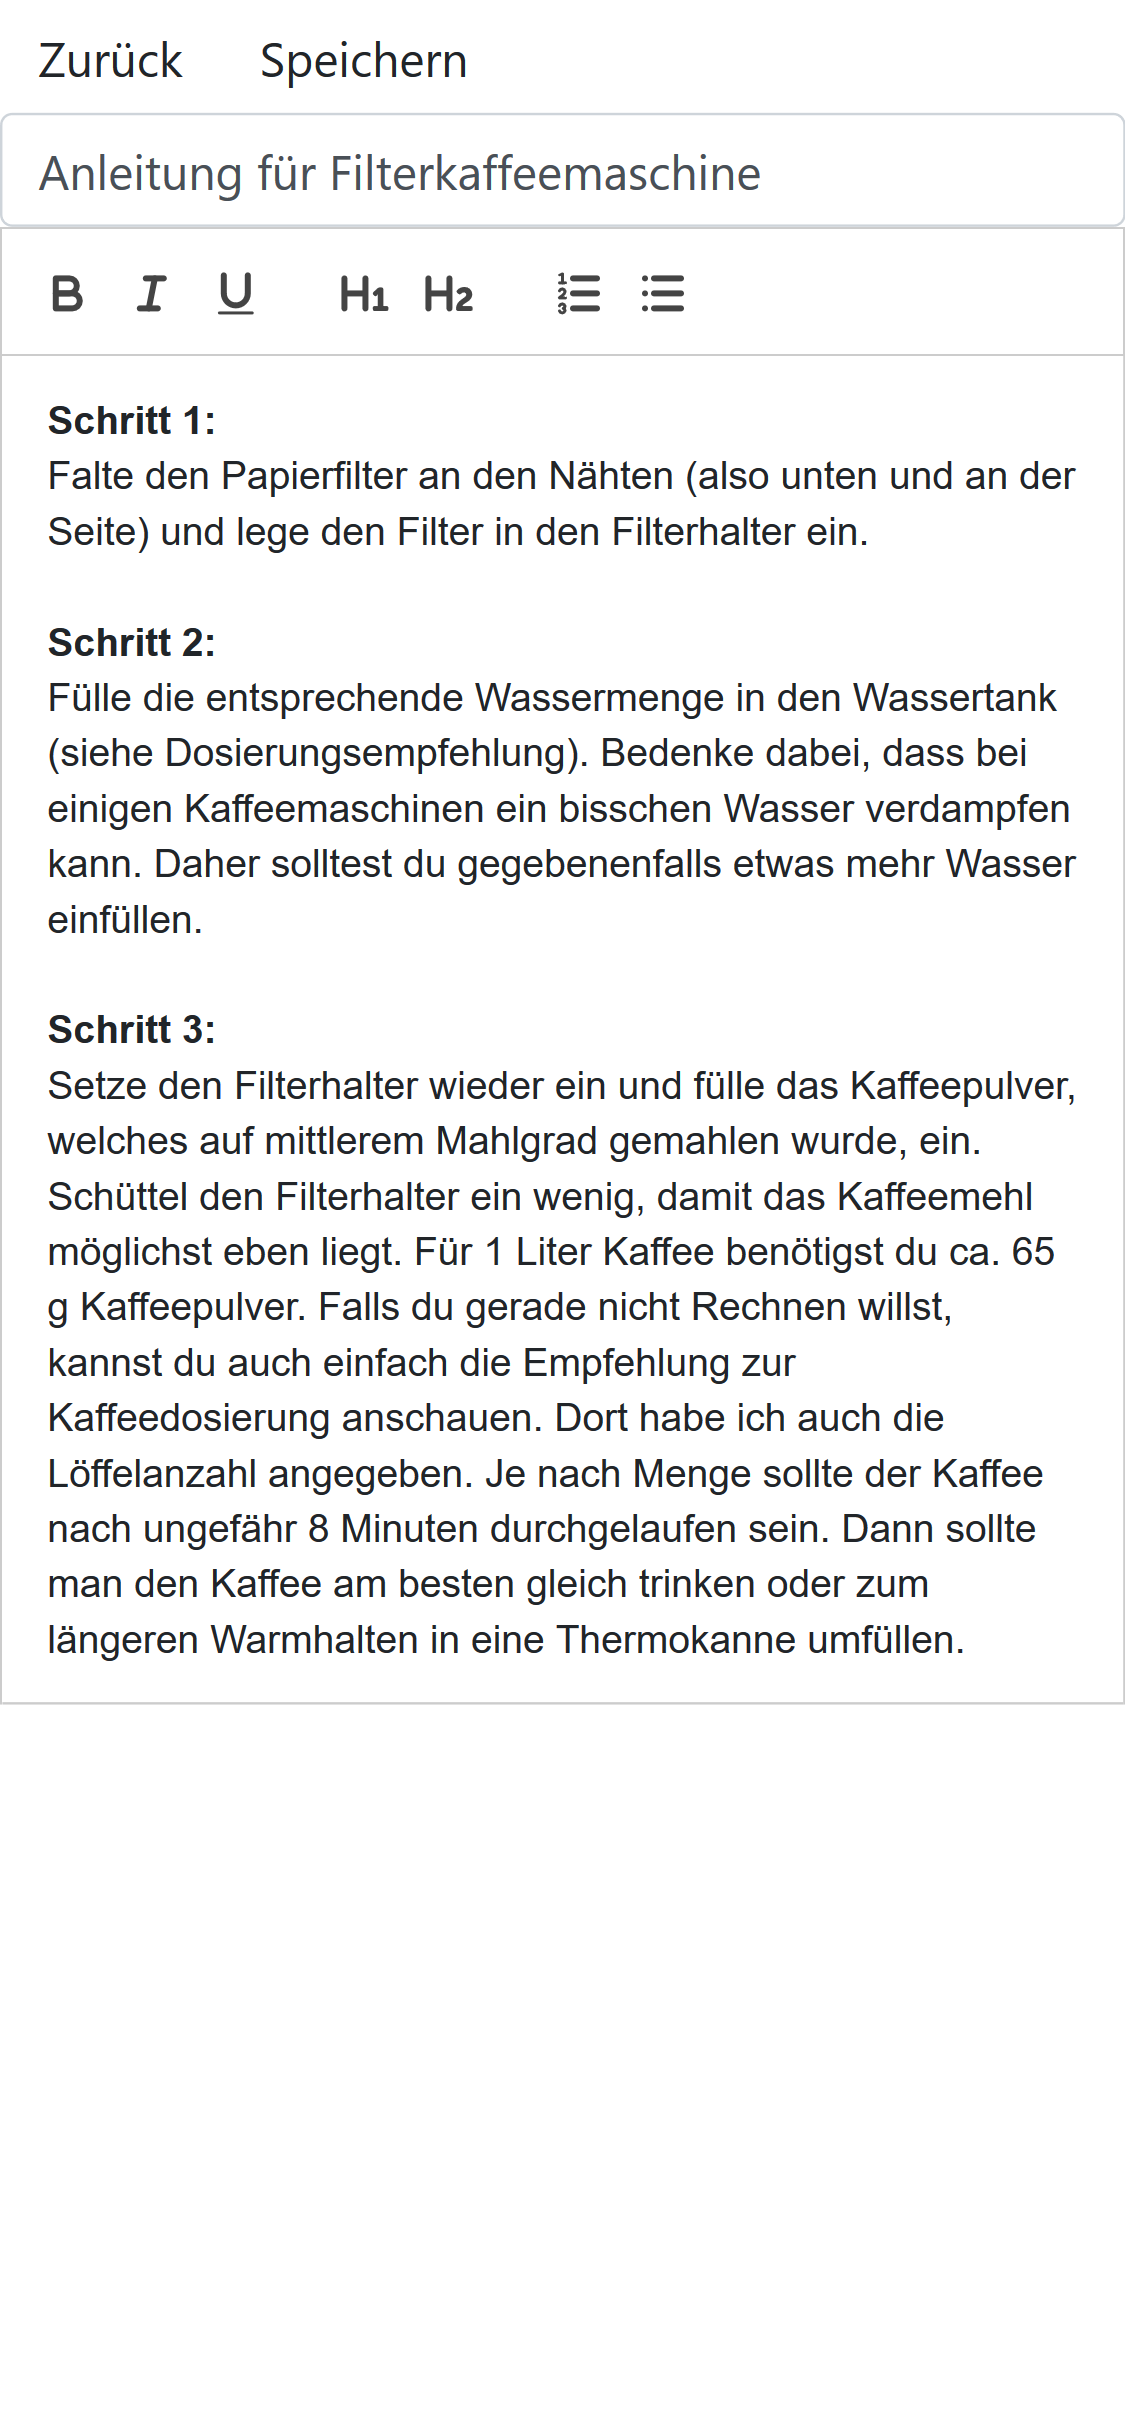 Zurück Speichern
Anleitung für Filterkaffeemaschine
B I U H1 H2
Schritt 1:
Falte den Papierfilter an den Nähten (also unten und an der
Seite) und lege den Filter in den Filterhalter ein.
Schritt 2:
Fülle die entsprechende Wassermenge in den Wassertank
(siehe Dosierungsempfehlung). Bedenke dabei, dass bei
einigen Kaffeemaschinen ein bisschen Wasser verdampfen
kann. Daher solltest du gegebenenfalls etwas mehr Wasser
einfüllen.
Schritt 3:
Setze den Filterhalter wieder ein und fülle das Kaffeepulver,
welches auf mittlerem Mahlgrad gemahlen wurde, ein.
Schüttel den Filterhalter ein wenig, damit das Kaffeemehl
möglichst eben liegt. Für 1 Liter Kaffee benötigst du ca. 65
g Kaffeepulver. Falls du gerade nicht Rechnen willst,
kannst du auch einfach die Empfehlung zur
Kaffeedosierung anschauen. Dort habe ich auch die
Löffelanzahl angegeben. Je nach Menge sollte der Kaffee
nach ungefähr 8 Minuten durchgelaufen sein. Dann sollte
man den Kaffee am besten gleich trinken oder zum
längeren Warmhalten in eine Thermokanne umfüllen.